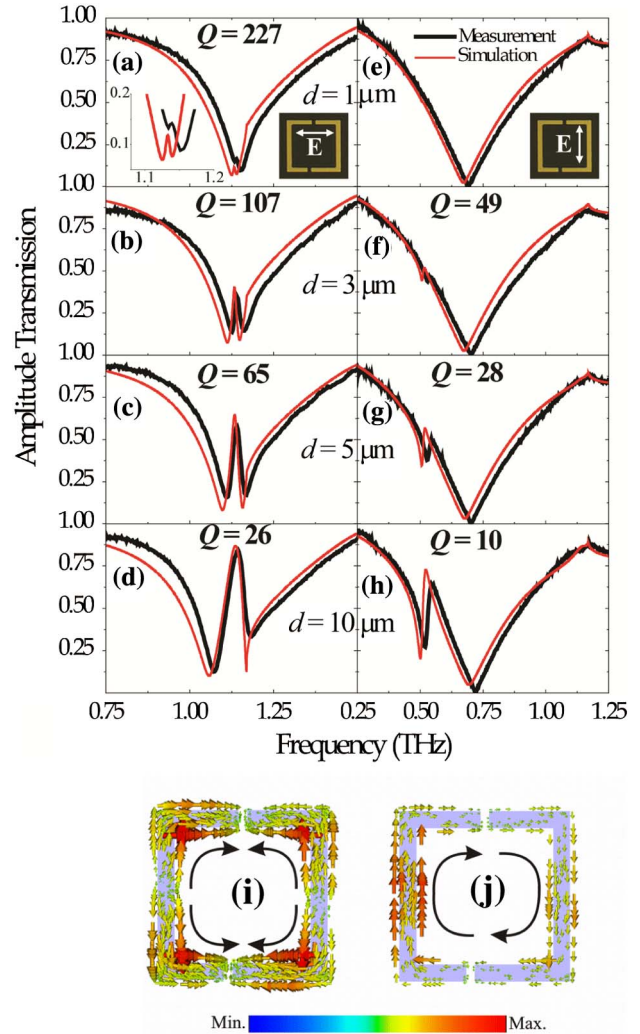 1.00
Q = 227
Measurement
Simulation
(a)
(e)
0.75
0.2
d = 1 μm
0.50
E
E
-0.1
0.25
1.1
1.2
1.00
Q = 107
Q = 49
0.75
(b)
(f)
0.50
d = 3 μm
0.25
1.00
Q = 65
Q = 28
0.75
(c)
(g)
0.50
d = 5 μm
0.25
1.00
Q = 26
Q = 10
0.75
(d)
(h)
0.50
d = 10 μm
0.25
Amplitude Transmission
0.75
1.00
1.25
0.25
0.50
0.75
1.00
1.25
Frequency (THz)
(i)
(j)
Min.
Max.